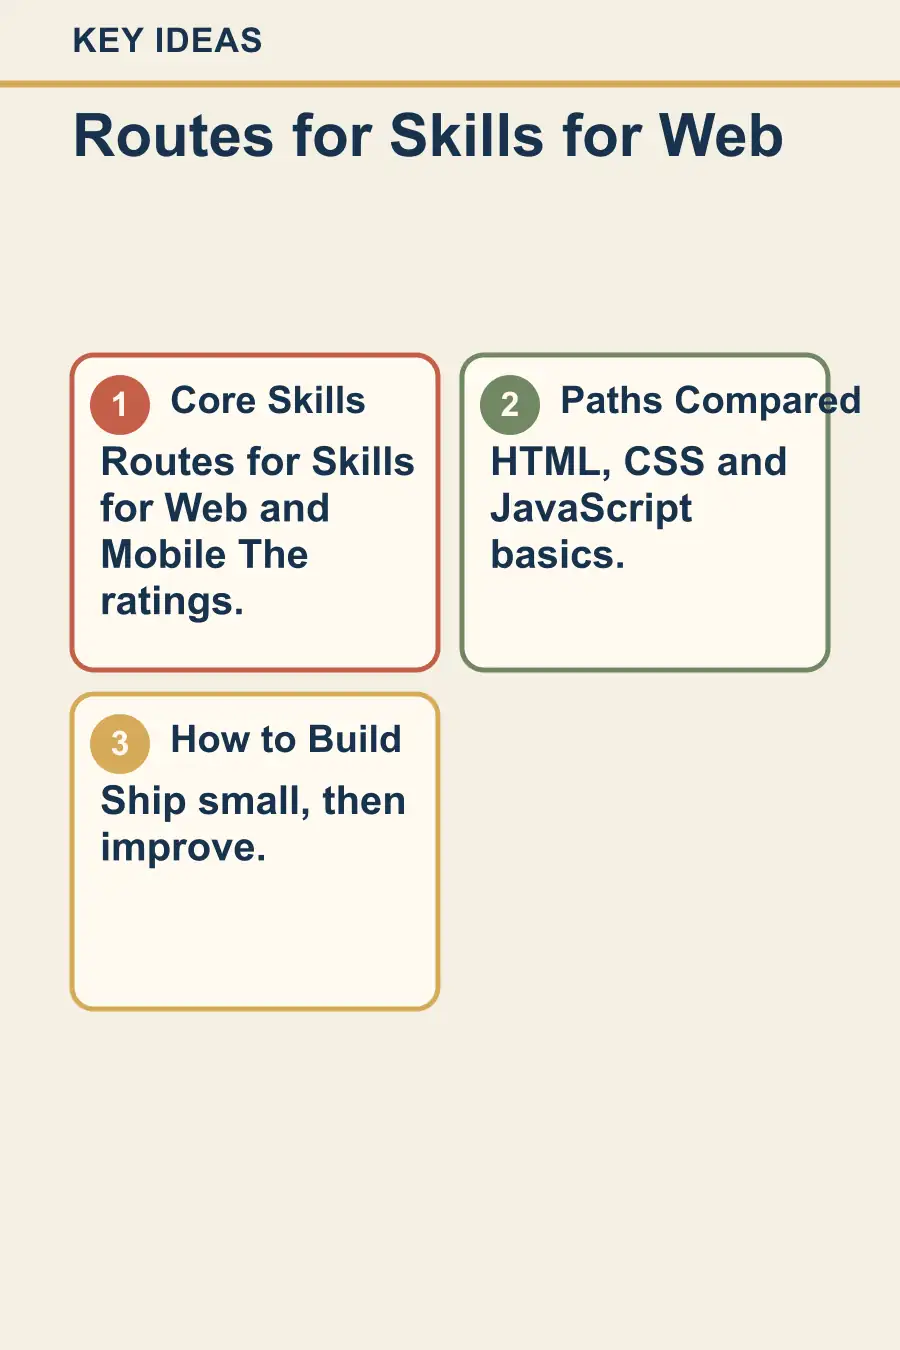 KEY IDEAS
Routes for Skills for Web
1 Core Skills
Routes for Skills
for Web and
Mobile The
ratings.
2 Paths Compared
HTML, CSS and
JavaScript
basics.
3 How to Build
Ship small, then
improve.